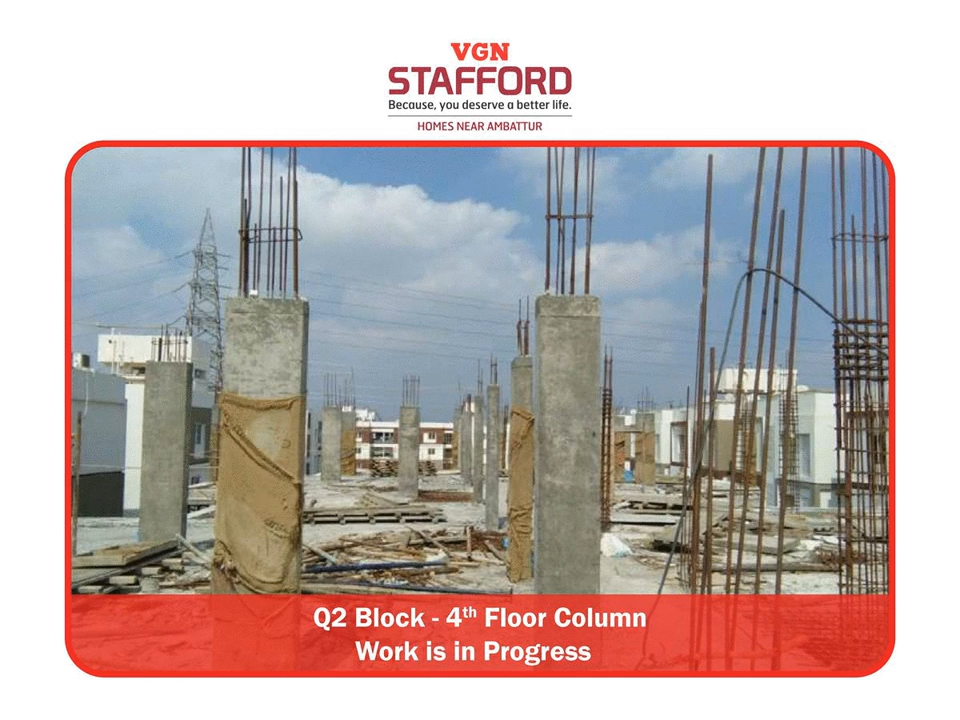 VGN
STAFFORD
Because, you deserve a better life.
HOMES NEAR AMBATTUR
Q2 Block - 4th Floor Column
Work is in Progress